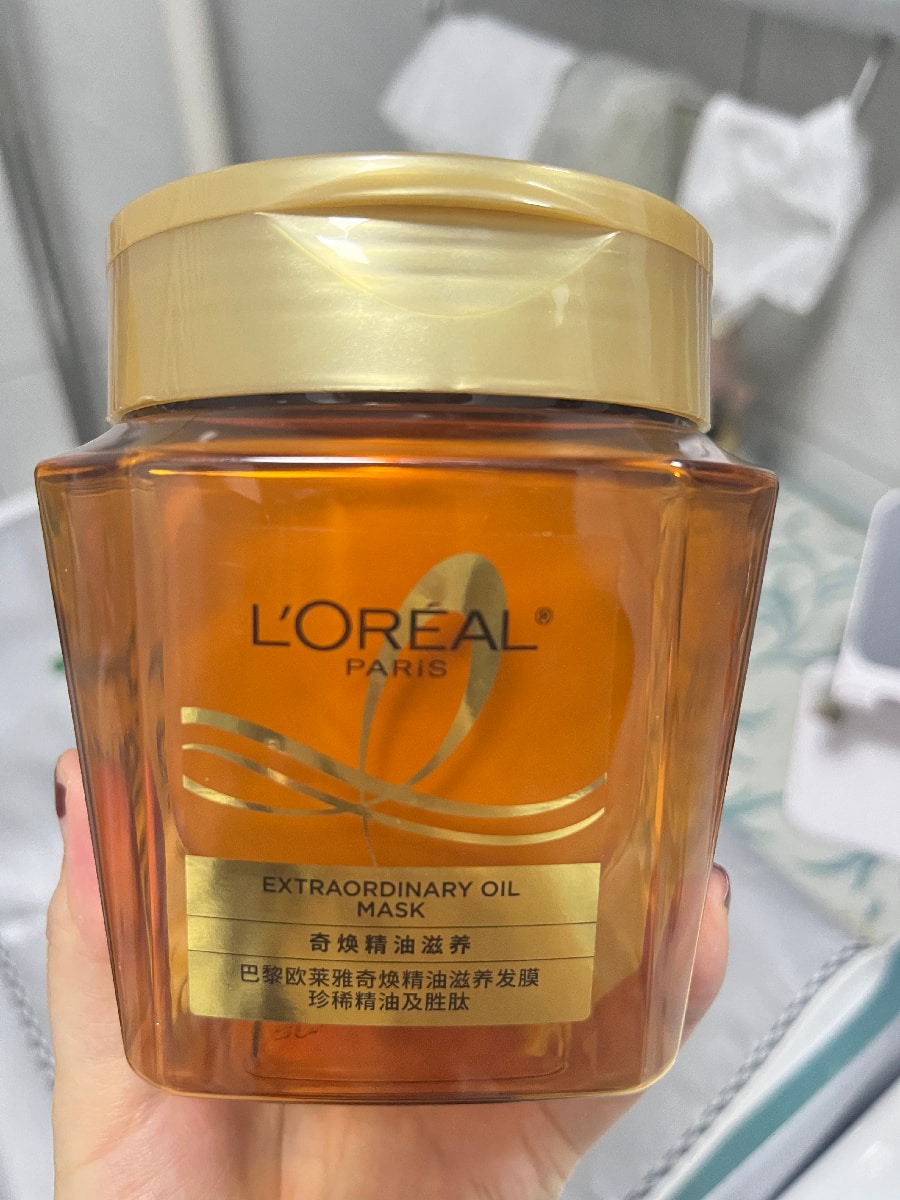 L'ORÉAL®
PARIS
EXTRAORDINARY OIL
MASK
奇焕精油滋养
巴黎欧莱雅奇焕精油滋养发膜
珍稀精油及胜肽